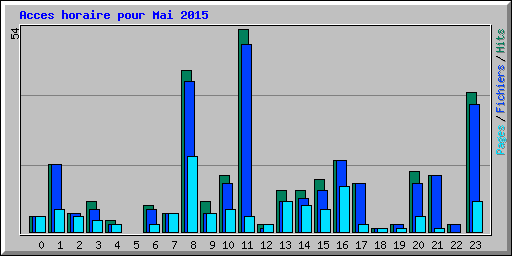 Acces horaire pour Mai 2015
54
Pages/Fichiers/Hits
0 1 2 3 4 5 6 7 8 9 10 11 12 13 14 15 16 17 18 19 20 21 22 23